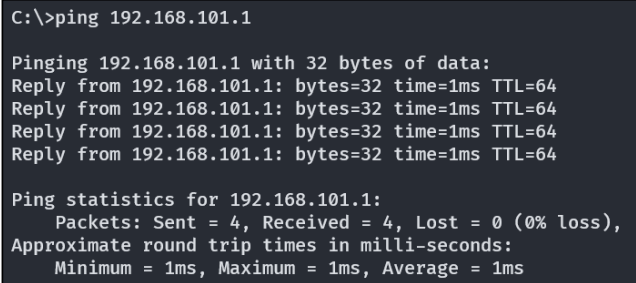 C:\>ping 192.168.101.1
Pinging 192.168.101.1 with 32 bytes of data:
Reply from 192.168.101.1: bytes=32 time=1ms TTL=64
Reply from 192.168.101.1: bytes=32 time=1ms TTL=64
Reply from 192.168.101.1: bytes=32 time=1ms TTL=64
Reply from 192.168.101.1: bytes=32 time=1ms TTL=64
Ping statistics for 192.168.101.1:
    Packets: Sent = 4, Received = 4, Lost = 0 (0% loss),
Approximate round trip times in milli-seconds:
    Minimum = 1ms, Maximum = 1ms, Average = 1ms